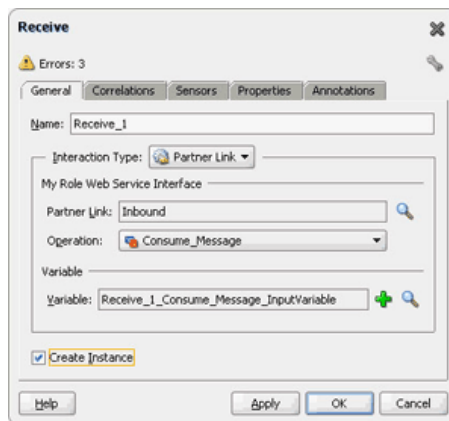 Receive
Errors: 3
General Correlations Sensors Properties Annotations
Name: Receive_1
Interaction Type: Partner Link
My Role Web Service Interface
Partner Link: Inbound
Operation: Consume_Message
Variable
Variable: Receive_1_Consume_Message_InputVariable
Create Instance
Help Apply OK Cancel